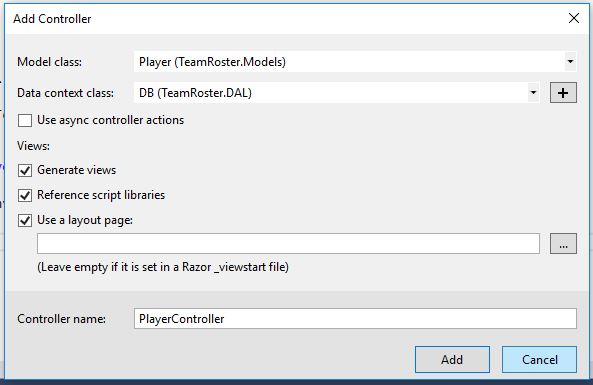 Add Controller
Model class: Player (TeamRoster.Models)
Data context class: DB (TeamRoster.DAL) +
Use async controller actions
Views:
Generate views
Reference script libraries
Use a layout page:
...
(Leave empty if it is set in a Razor _viewstart file)
Controller name: PlayerController
Add Cancel